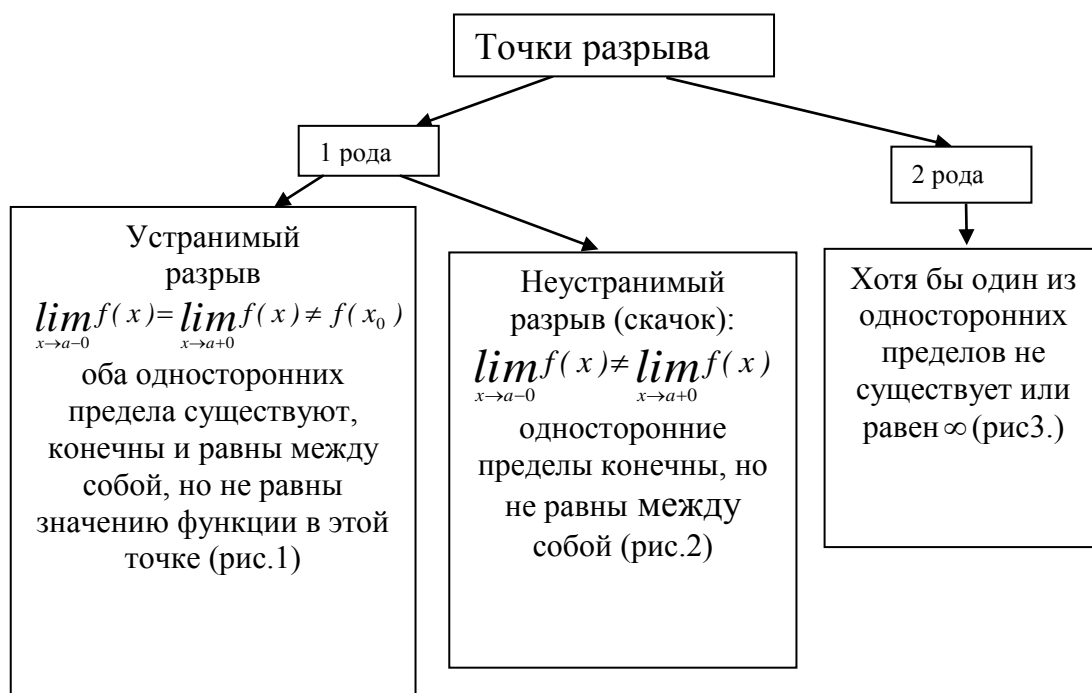 Точки разрыва
1 рода
2 рода
Устранимый
разрыв
lim f(x) = lim f(x) ≠ f(x₀)
x→a−0 x→a+0
оба односторонних
предела существуют,
конечны и равны между
собой, но не равны
значению функции в этой
точке (рис.1)
Неустранимый
разрыв (скачок):
lim f(x) ≠ lim f(x)
x→a−0 x→a+0
односторонние
пределы конечны, но
не равны между
собой (рис.2)
Хотя бы один из
односторонних
пределов не
существует или
равен ∞ (рис3.)